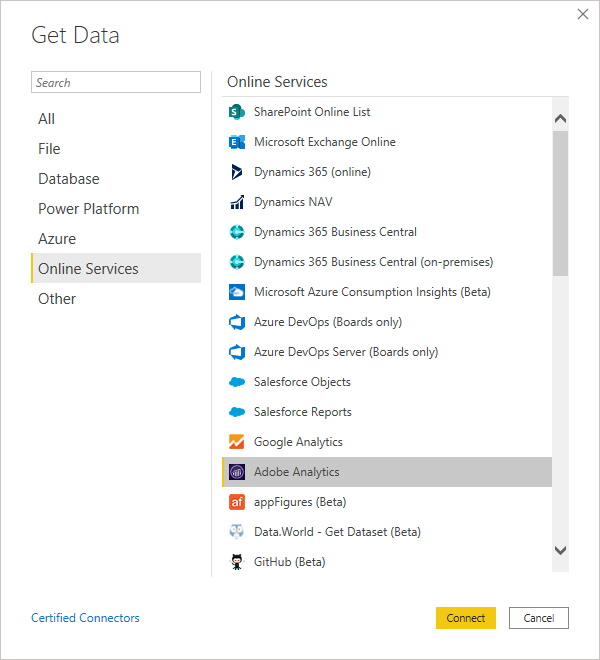 Get Data
Search
All
File
Database
Power Platform
Azure
Online Services
Other
Online Services
SharePoint Online List
Microsoft Exchange Online
Dynamics 365 (online)
Dynamics NAV
Dynamics 365 Business Central
Dynamics 365 Business Central (on-premises)
Microsoft Azure Consumption Insights (Beta)
Azure DevOps (Boards only)
Azure DevOps Server (Boards only)
Salesforce Objects
Salesforce Reports
Google Analytics
Adobe Analytics
af appFigures (Beta)
Data.World - Get Dataset (Beta)
GitHub (Beta)
Certified Connectors
Connect
Cancel